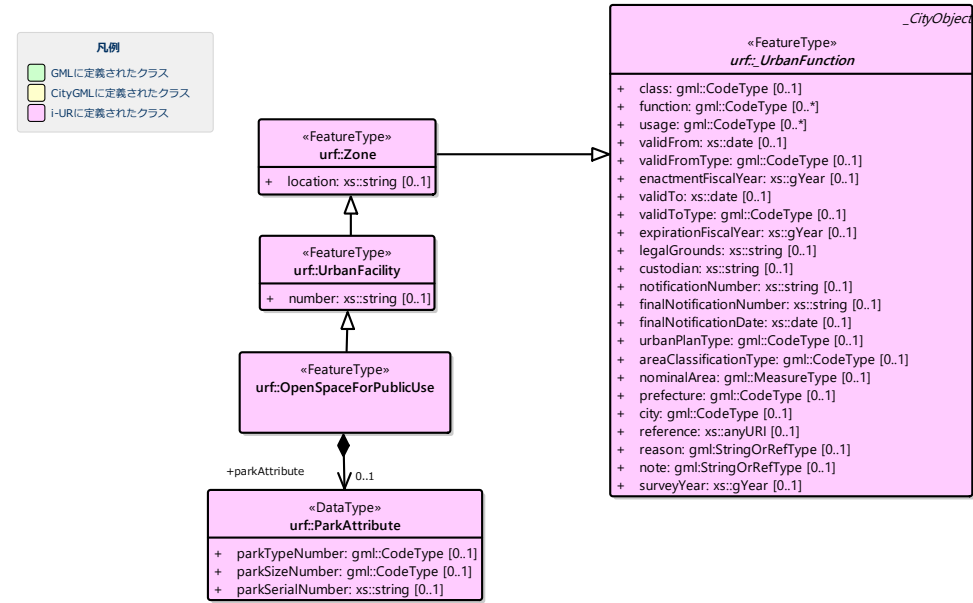 凡例
GMLに定義されたクラス
CityGMLに定義されたクラス
i-URに定義されたクラス
_CityObject
«FeatureType»
urf::_UrbanFunction
+ class: gml::CodeType [0..1]
+ function: gml::CodeType [0..*]
+ usage: gml::CodeType [0..*]
+ validFrom: xs::date [0..1]
+ validFromType: gml::CodeType [0..1]
+ enactmentFiscalYear: xs::gYear [0..1]
+ validTo: xs::date [0..1]
+ validToType: gml::CodeType [0..1]
+ expirationFiscalYear: xs::gYear [0..1]
+ legalGrounds: xs::string [0..1]
+ custodian: xs::string [0..1]
+ notificationNumber: xs::string [0..1]
+ finalNotificationNumber: xs::string [0..1]
+ finalNotificationDate: xs::date [0..1]
+ urbanPlanType: gml::CodeType [0..1]
+ areaClassificationType: gml::CodeType [0..1]
+ nominalArea: gml::MeasureType [0..1]
+ prefecture: gml::CodeType [0..1]
+ city: gml::CodeType [0..1]
+ reference: xs::anyURI [0..1]
+ reason: gml:StringOrRefType [0..1]
+ note: gml:StringOrRefType [0..1]
+ surveyYear: xs::gYear [0..1]
«FeatureType»
urf::Zone
+ location: xs::string [0..1]
«FeatureType»
urf::UrbanFacility
+ number: xs::string [0..1]
«FeatureType»
urf::OpenSpaceForPublicUse
+parkAttribute
0..1
«DataType»
urf::ParkAttribute
+ parkTypeNumber: gml::CodeType [0..1]
+ parkSizeNumber: gml::CodeType [0..1]
+ parkSerialNumber: xs::string [0..1]